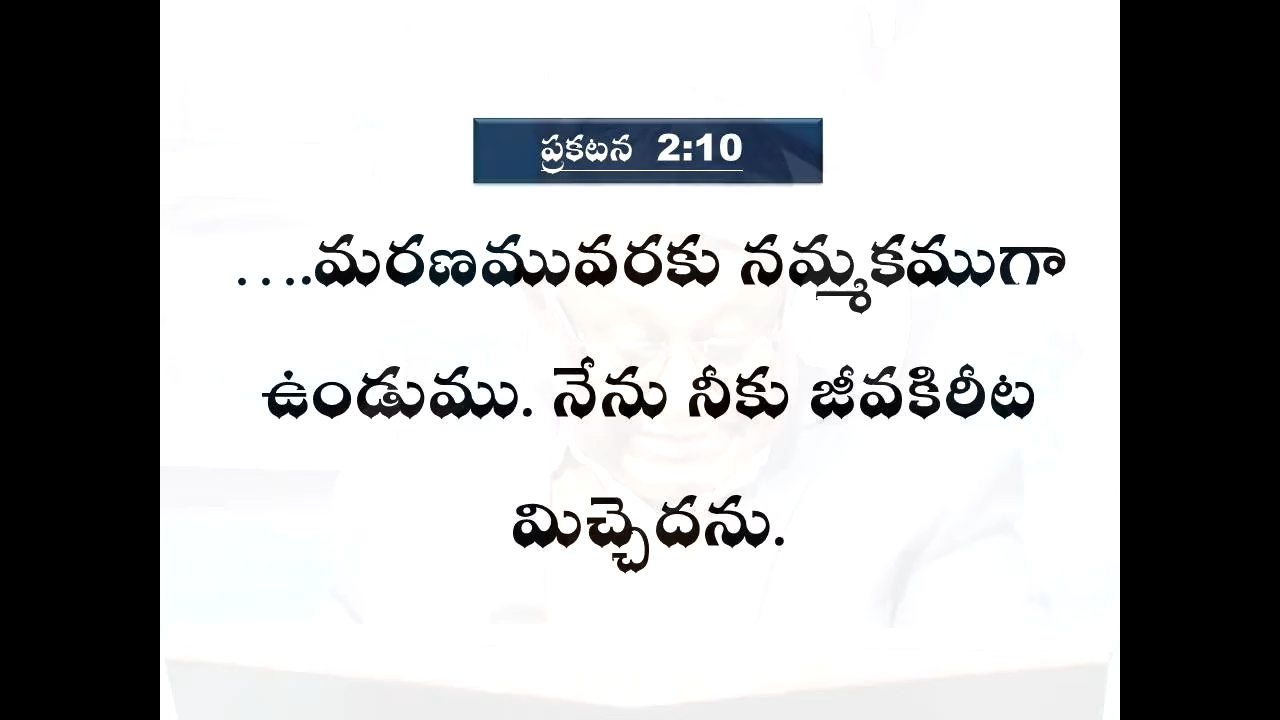 ప్రకటన 2:10
....మరణమువరకు నమ్మకముగా
ఉండుము. నేను నీకు జీవకిరీట
మిచ్చెదను.